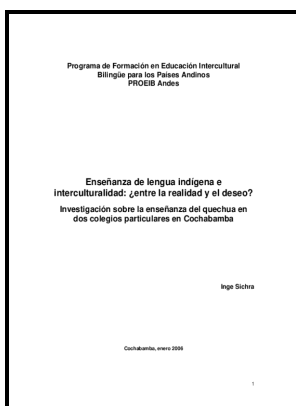 Programa de Formación en Educación Intercultural
Bilingüe para los Países Andinos
PROEIB Andes
Enseñanza de lengua indígena e
interculturalidad: ¿entre la realidad y el deseo?
Investigación sobre la enseñanza del quechua en
dos colegios particulares en Cochabamba
Inge Sichra
Cochabamba, enero 2006
1